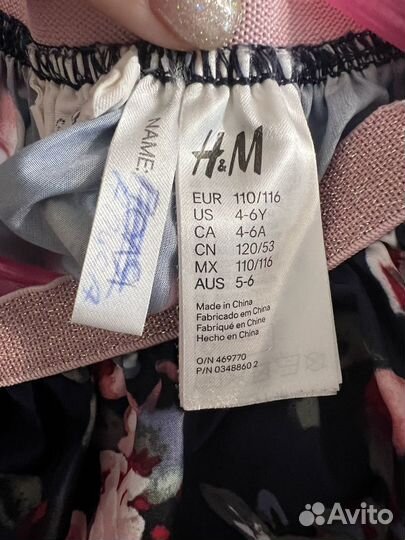 NAME:
H&M
EUR 110/116
US 4-6Y
CA 4-6A
CN 120/53
MX 110/116
AUS 5-6
Made in China
Fabricado em China
Fabriqué en Chine
Hecho en China
O/N 469770
P/N 0348860 2
Avito